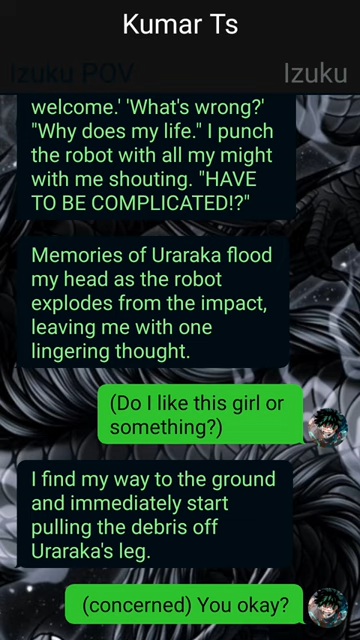 Kumar Ts
Izuku POV
Izuku
welcome.' 'What's wrong?'
"Why does my life." I punch
the robot with all my might
with me shouting. "HAVE
TO BE COMPLICATED!?"
Memories of Uraraka flood
my head as the robot
explodes from the impact,
leaving me with one
lingering thought.
(Do I like this girl or
something?)
I find my way to the ground
and immediately start
pulling the debris off
Uraraka's leg.
(concerned) You okay?